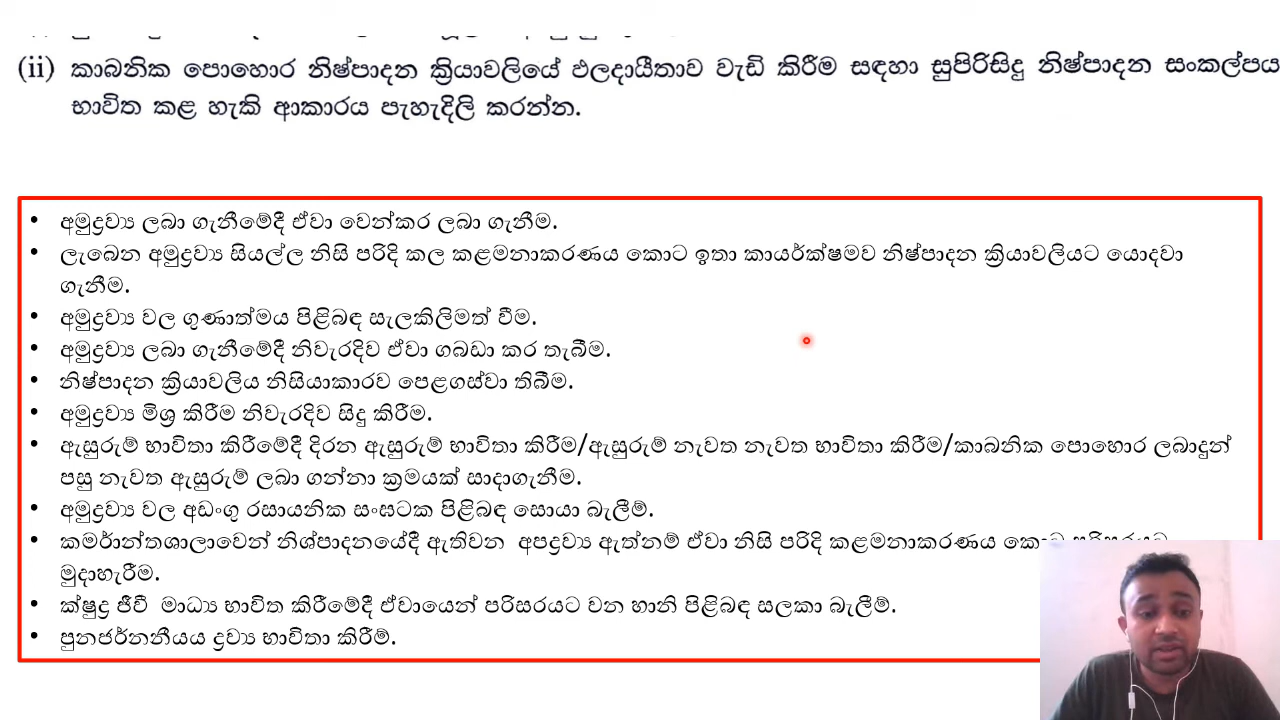 (ii) කාබනික පොහොර නිෂ්පාදන ක්‍රියාවලියේ ඵලදායීතාව වැඩි කිරීම සඳහා සුපිරිසිදු නිෂ්පාදන සංකල්පය
භාවිත කළ හැකි ආකාරය පැහැදිලි කරන්න.
• අමුද්‍රව්‍ය ලබා ගැනීමේදී ඒවා වෙන්කර ලබා ගැනීම.
• ලැබෙන අමුද්‍රව්‍ය සියල්ල නිසි පරිදි කල කළමනාකරණය කොට ඉතා කාර්යක්ෂමව නිෂ්පාදන ක්‍රියාවලියට යොදවා
ගැනීම.
• අමුද්‍රව්‍ය වල ගුණාත්මය පිළිබඳ සැලකිලිමත් වීම.
• අමුද්‍රව්‍ය ලබා ගැනීමේදී නිවැරදිව ඒවා ගබඩා කර තැබීම.
• නිෂ්පාදන ක්‍රියාවලිය නිසියාකාරව පෙළගස්වා තිබීම.
• අමුද්‍රව්‍ය මිශ්‍ර කිරීම නිවැරදිව සිදු කිරීම.
• ඇසුරුම් භාවිතා කිරීමේදී දිරන ඇසුරුම් භාවිතා කිරීම/ඇසුරුම් නැවත නැවත භාවිතා කිරීම/කාබනික පොහොර ලබාදුන්
පසු නැවත ඇසුරුම් ලබා ගන්නා ක්‍රමයක් සාදාගැනීම.
• අමුද්‍රව්‍ය වල අඩංගු රසායනික සංඝටක පිළිබඳ සොයා බැලීම්.
• කර්මාන්තශාලාවෙන් නිශ්පාදනයේදී ඇතිවන අපද්‍රව්‍ය ඇත්නම් ඒවා නිසි පරිදි කළමනාකරණය
මුදාහැරීම.
• ක්ෂුද්‍ර ජීවී මාධ්‍ය භාවිත කිරීමේදී ඒවායෙන් පරිසරයට වන හානි පිළිබඳ සලකා බැලීම්.
• පුනර්ජනනීයය ද්‍රව්‍ය භාවිතා කිරීම්.